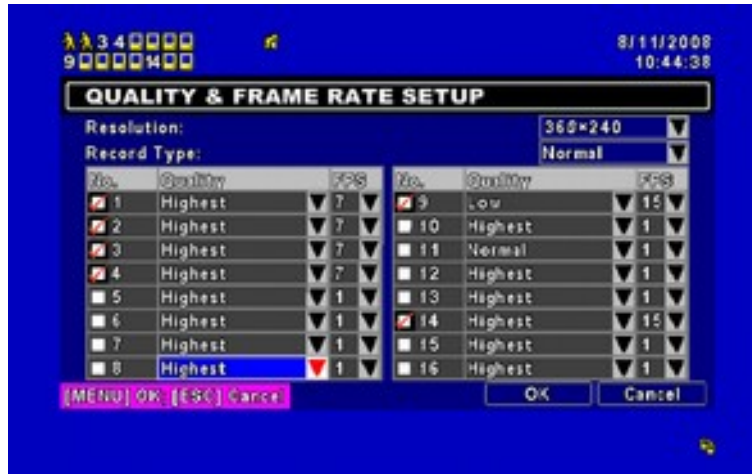 3 4 8/11/2008
9 14 10:44:38
QUALITY & FRAME RATE SETUP
Resolution: 360×240
Record Type: Normal
No. Quality FPS No. Quality FPS
1 Highest 7 9 Low 15
2 Highest 7 10 Highest 1
3 Highest 7 11 Normal 1
4 Highest 7 12 Highest 1
5 Highest 1 13 Highest 1
6 Highest 1 14 Highest 15
7 Highest 1 15 Highest 1
8 Highest 1 16 Highest 1
[MENU] OK, [ESC] Cancel OK Cancel